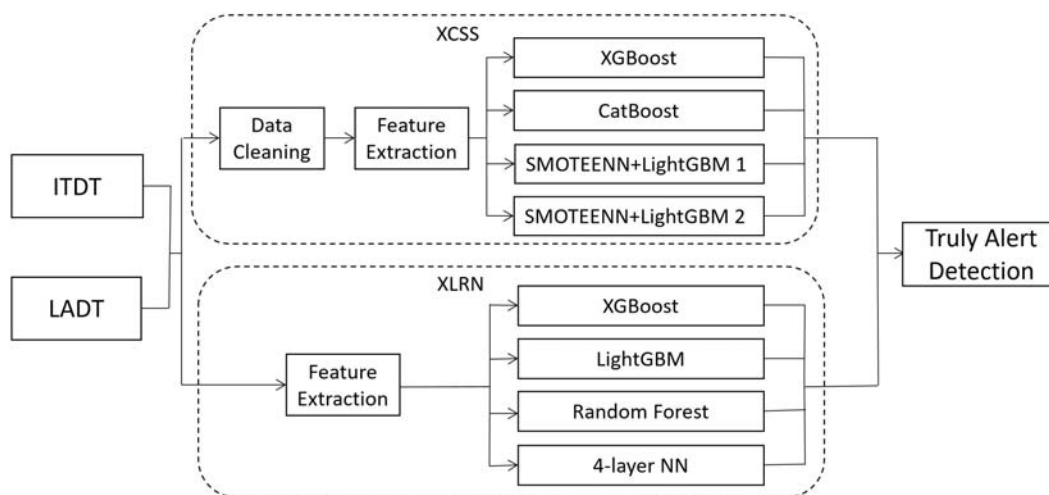 XCSS
XGBoost
CatBoost
Data
Cleaning
Feature
Extraction
SMOTEENN+LightGBM 1
SMOTEENN+LightGBM 2
ITDT
LADT
Truly Alert
Detection
XLRN
XGBoost
LightGBM
Feature
Extraction
Random Forest
4-layer NN